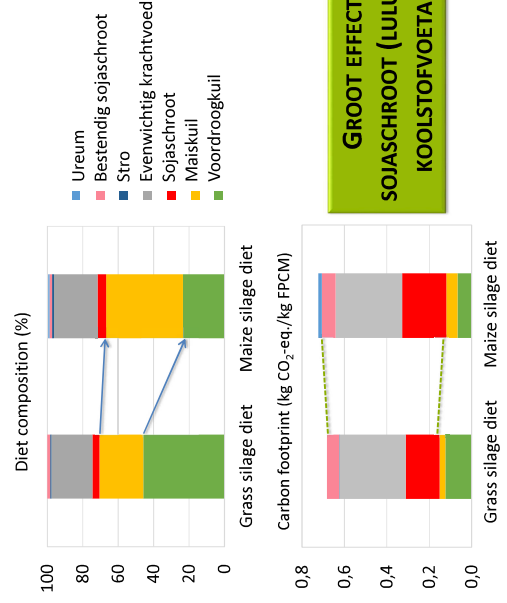 Diet composition (%)
100
80
60
40
20
0
Grass silage diet
Maize silage diet
Ureum
Bestendig sojaschroot
Stro
Evenwichtig krachtvoed
Sojaschroot
Maiskuil
Voordroogkuil
Carbon footprint (kg CO₂-eq./kg FPCM)
0,8
0,6
0,4
0,2
0,0
Grass silage diet
Maize silage diet
GROOT EFFECT
SOJASCHROOT (LULU
KOOLSTOFVOETA